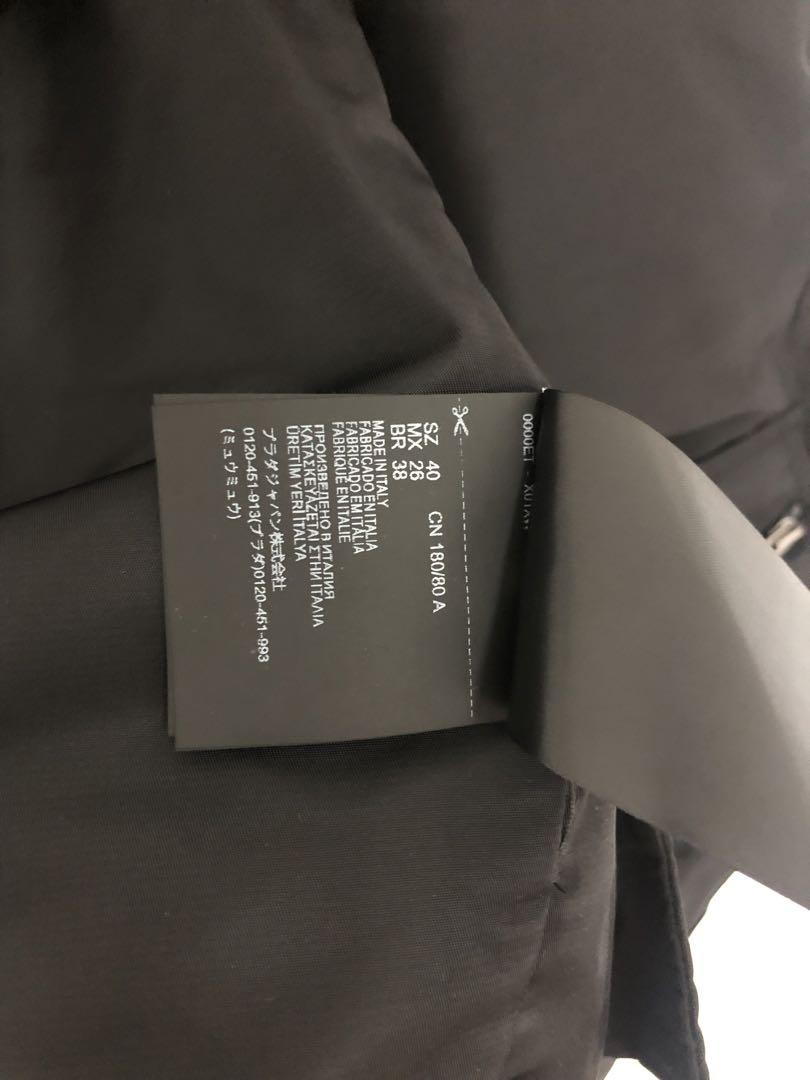 SZ 40 CN 180/80 A
MX 26
BR 38
MADE IN ITALY
FABRICADO EN ITALIA
FABRICADO EM ITÁLIA
FABRIQUÉ EN ITALIE
ПРОИЗВЕДЕНО В ИТАЛИЯ
ΚΑΤΑΣΚΕΥΑΖΕΤΑΙ ΣΤΗΝ ΙΤΑΛΙΑ
ÜRETİM YERİ İTALYA
プラダジャパン株式会社
0120-451-913(プラダ)0120-451-993
(ミュウミュウ)